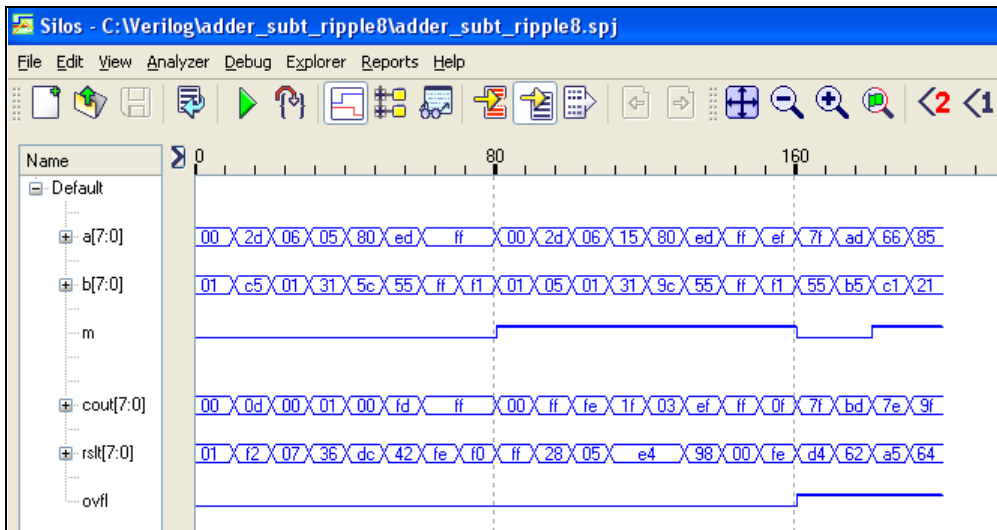 Silos - C:\Verilog\adder_subt_ripple8\adder_subt_ripple8.spj
File Edit View Analyzer Debug Explorer Reports Help
2 1
Name 0 80 160
Default
a[7:0] 00 2d 06 05 80 ed ff 00 2d 06 15 80 ed ff ef 7f ad 66 85
b[7:0] 01 c5 01 31 5c 55 ff f1 01 05 01 31 9c 55 ff f1 55 b5 c1 21
m
cout[7:0] 00 0d 00 01 00 fd ff 00 ff fe 1f 03 ef ff 0f 7f bd 7e 9f
rslt[7:0] 01 f2 07 36 dc 42 fe f0 ff 28 05 e4 98 00 fe d4 62 a5 64
ovfl